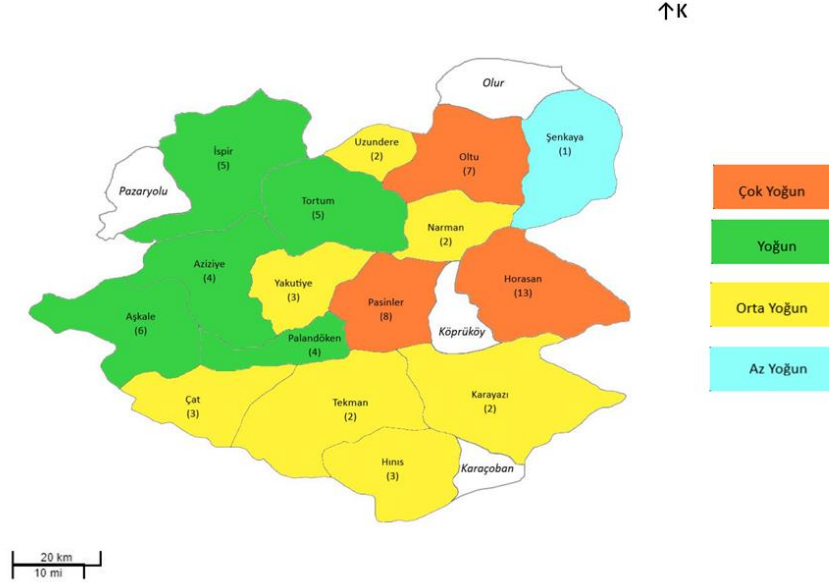 ↑K
Olur
Şenkaya
(1)
Uzundere
(2)
İspir
(5)
Oltu
(7)
Pazaryolu
Tortum
(5)
Narman
(2)
Aziziye
(4)
Yakutiye
(3)
Horasan
(13)
Pasinler
(8)
Aşkale
(6)
Köprüköy
Palandöken
(4)
Çat
(3)
Tekman
(2)
Karayazı
(2)
Hınıs
(3)
Karaçoban
Çok Yoğun
Yoğun
Orta Yoğun
Az Yoğun
20 km
10 mi